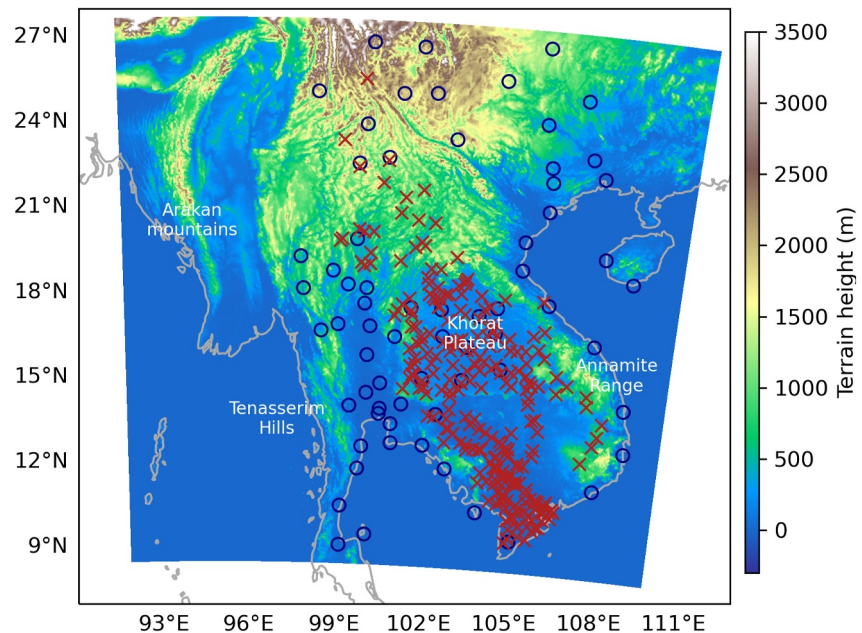 27°N
24°N
21°N
18°N
15°N
12°N
9°N
93°E
96°E
99°E
102°E
105°E
108°E
111°E
Arakan
mountains
Khorat
Plateau
Annamite
Range
Tenasserim
Hills
3500
3000
2500
2000
1500
1000
500
0
Terrain height (m)